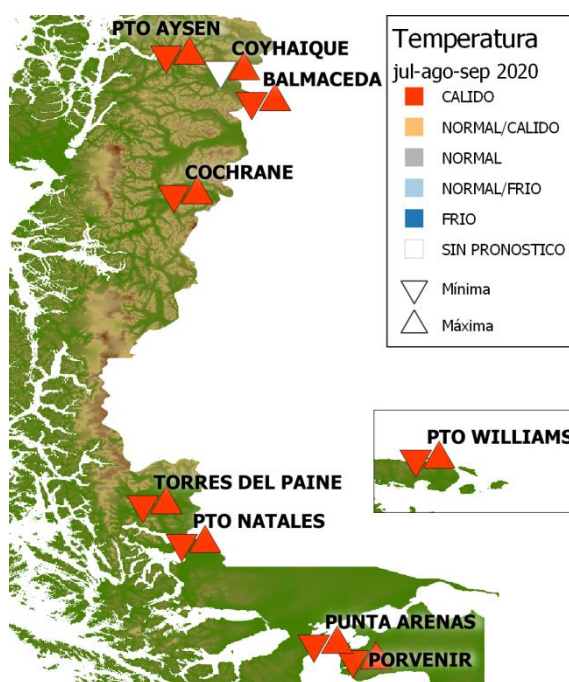 PTO AYSEN
COYHAIQUE
BALMACEDA
COCHRANE
TORRES DEL PAINE
PTO NATALES
PUNTA ARENAS
PORVENIR
Temperatura
jul-ago-sep 2020
CALIDO
NORMAL/CALIDO
NORMAL
NORMAL/FRIO
FRIO
SIN PRONOSTICO
Mínima
Máxima
PTO WILLIAMS